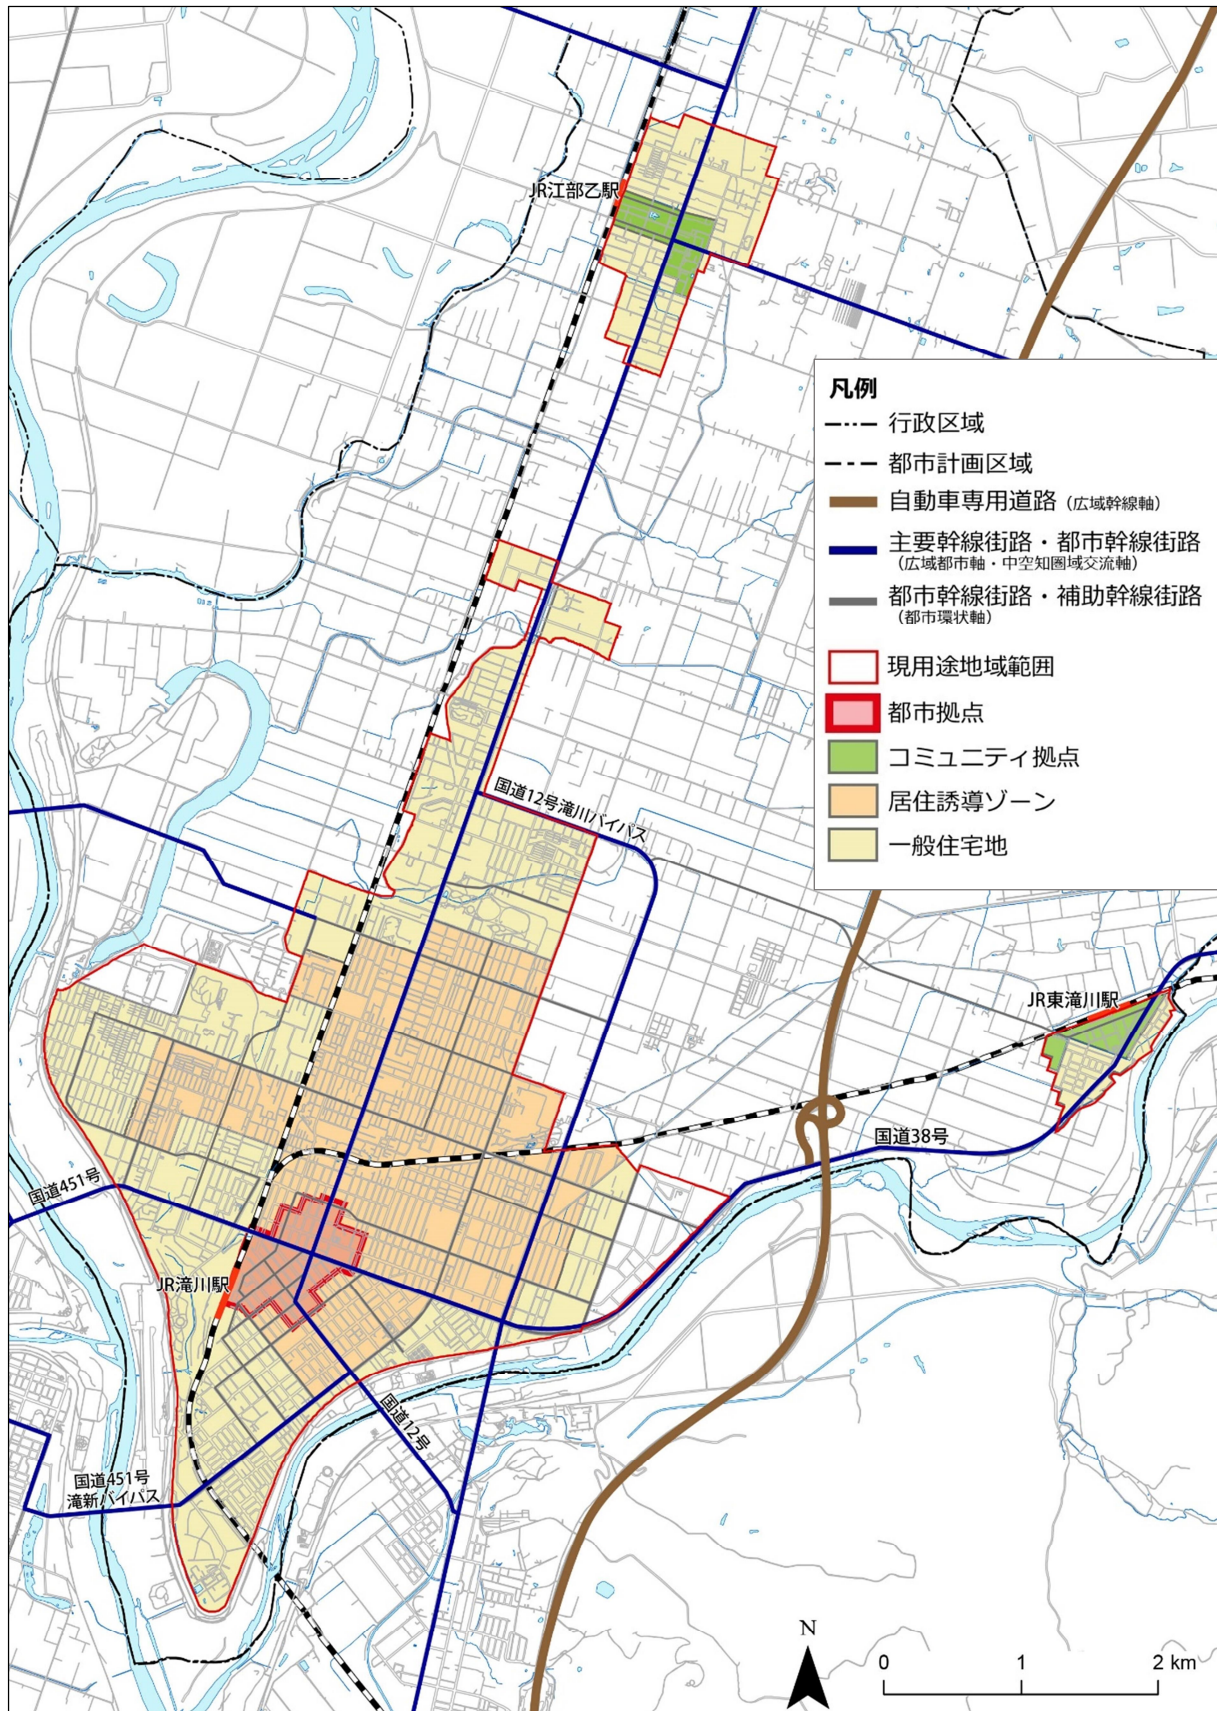 JR江部乙駅
凡例
行政区域
都市計画区域
自動車専用道路（広域幹線軸）
主要幹線街路・都市幹線街路
（広域都市軸・中空知圏域交流軸）
都市幹線街路・補助幹線街路
（都市環状軸）
現用途地域範囲
都市拠点
コミュニティ拠点
居住誘導ゾーン
一般住宅地
国道12号滝川バイパス
JR東滝川駅
国道38号
国道451号
JR滝川駅
国道12号
国道451号
滝新バイパス
N
0 1 2 km